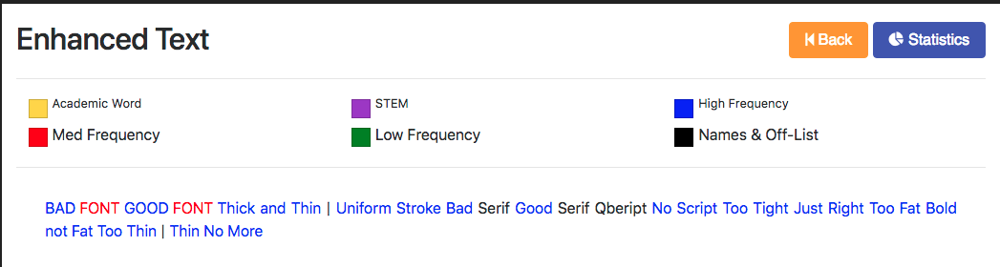 Enhanced Text
Back
Statistics
Academic Word
STEM
High Frequency
Med Frequency
Low Frequency
Names & Off-List
BAD FONT GOOD FONT Thick and Thin | Uniform Stroke Bad Serif Good Serif Qbeript No Script Too Tight Just Right Too Fat Bold
not Fat Too Thin | Thin No More